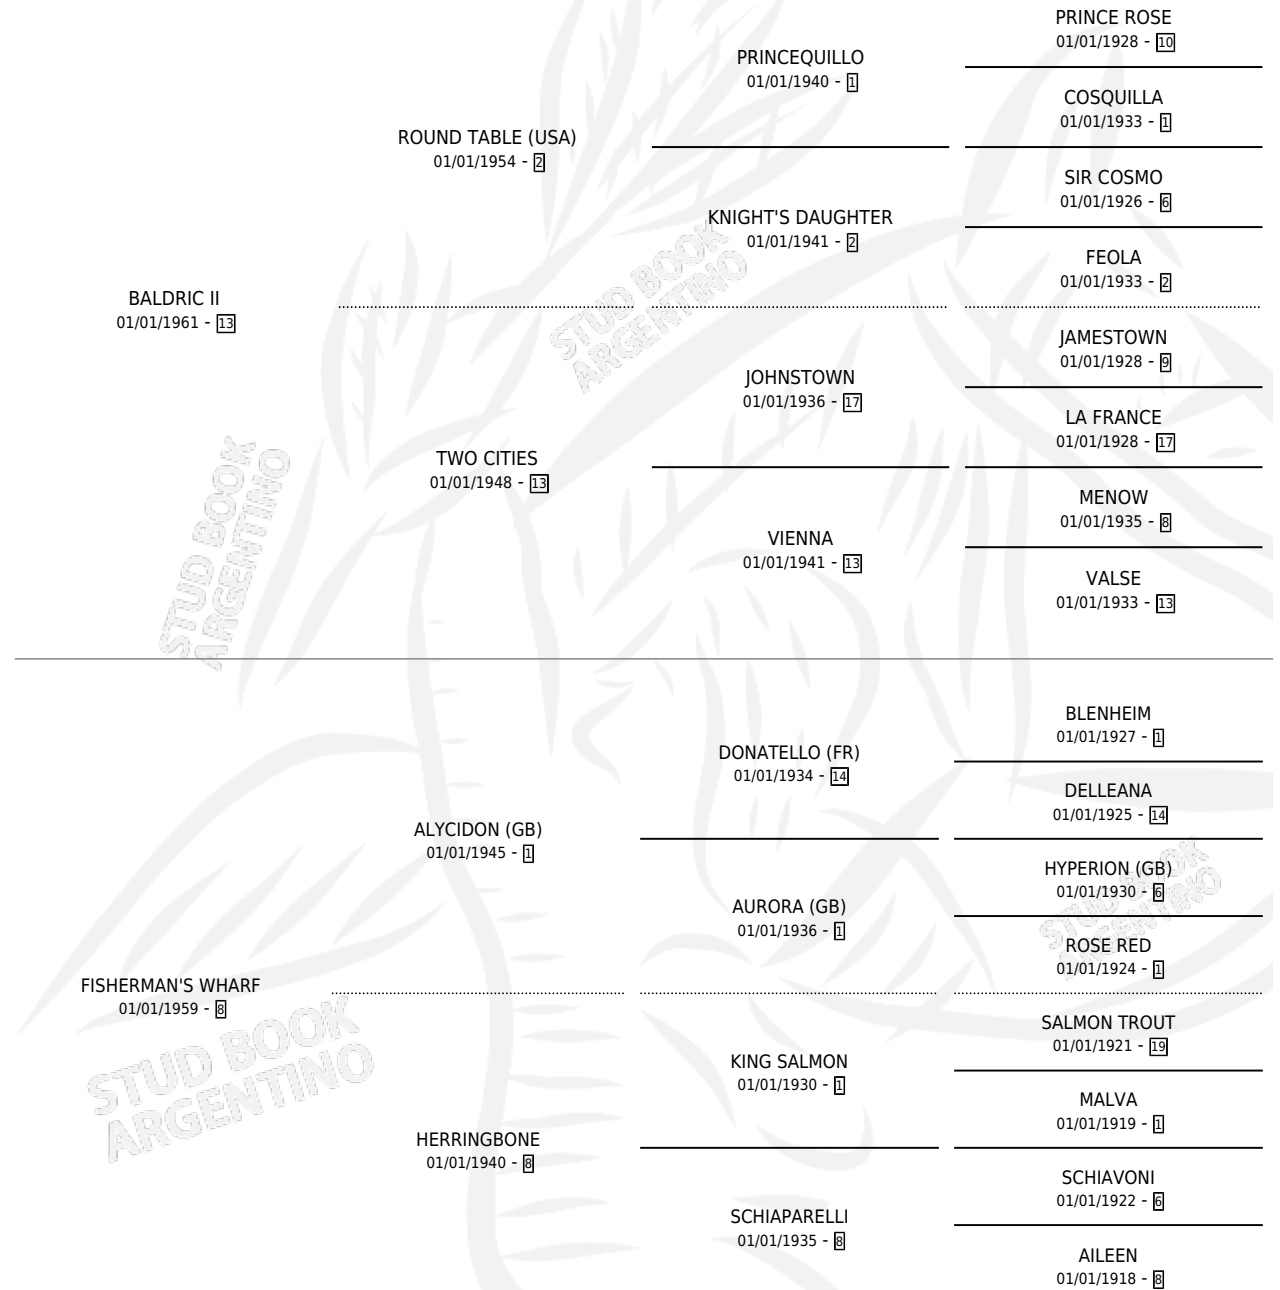 PRINCE ROSE
01/01/1928 - 10
PRINCEQUILLO
01/01/1940 - 1
COSQUILLA
01/01/1933 - 1
ROUND TABLE (USA)
01/01/1954 - 2
SIR COSMO
01/01/1926 - 6
KNIGHT'S DAUGHTER
01/01/1941 - 2
FEOLA
01/01/1933 - 2
BALDRIC II
01/01/1961 - 13
JAMESTOWN
01/01/1928 - 9
JOHNSTOWN
01/01/1936 - 17
LA FRANCE
01/01/1928 - 17
TWO CITIES
01/01/1948 - 13
MENOW
01/01/1935 - 8
VIENNA
01/01/1941 - 13
VALSE
01/01/1933 - 13
BLENHEIM
01/01/1927 - 1
DONATELLO (FR)
01/01/1934 - 14
DELLEANA
01/01/1925 - 14
ALYCIDON (GB)
01/01/1945 - 1
HYPERION (GB)
01/01/1930 - 6
AURORA (GB)
01/01/1936 - 1
ROSE RED
01/01/1924 - 1
FISHERMAN'S WHARF
01/01/1959 - 8
SALMON TROUT
01/01/1921 - 19
KING SALMON
01/01/1930 - 1
MALVA
01/01/1919 - 1
HERRINGBONE
01/01/1940 - 8
SCHIAVONI
01/01/1922 - 6
SCHIAPARELLI
01/01/1935 - 8
AILEEN
01/01/1918 - 8
STUD BOOK
ARGENTINO
STUD BOOK
ARGENTINO
STUD BOOK
ARGENTINO
STUD BOOK
ARGENTINO